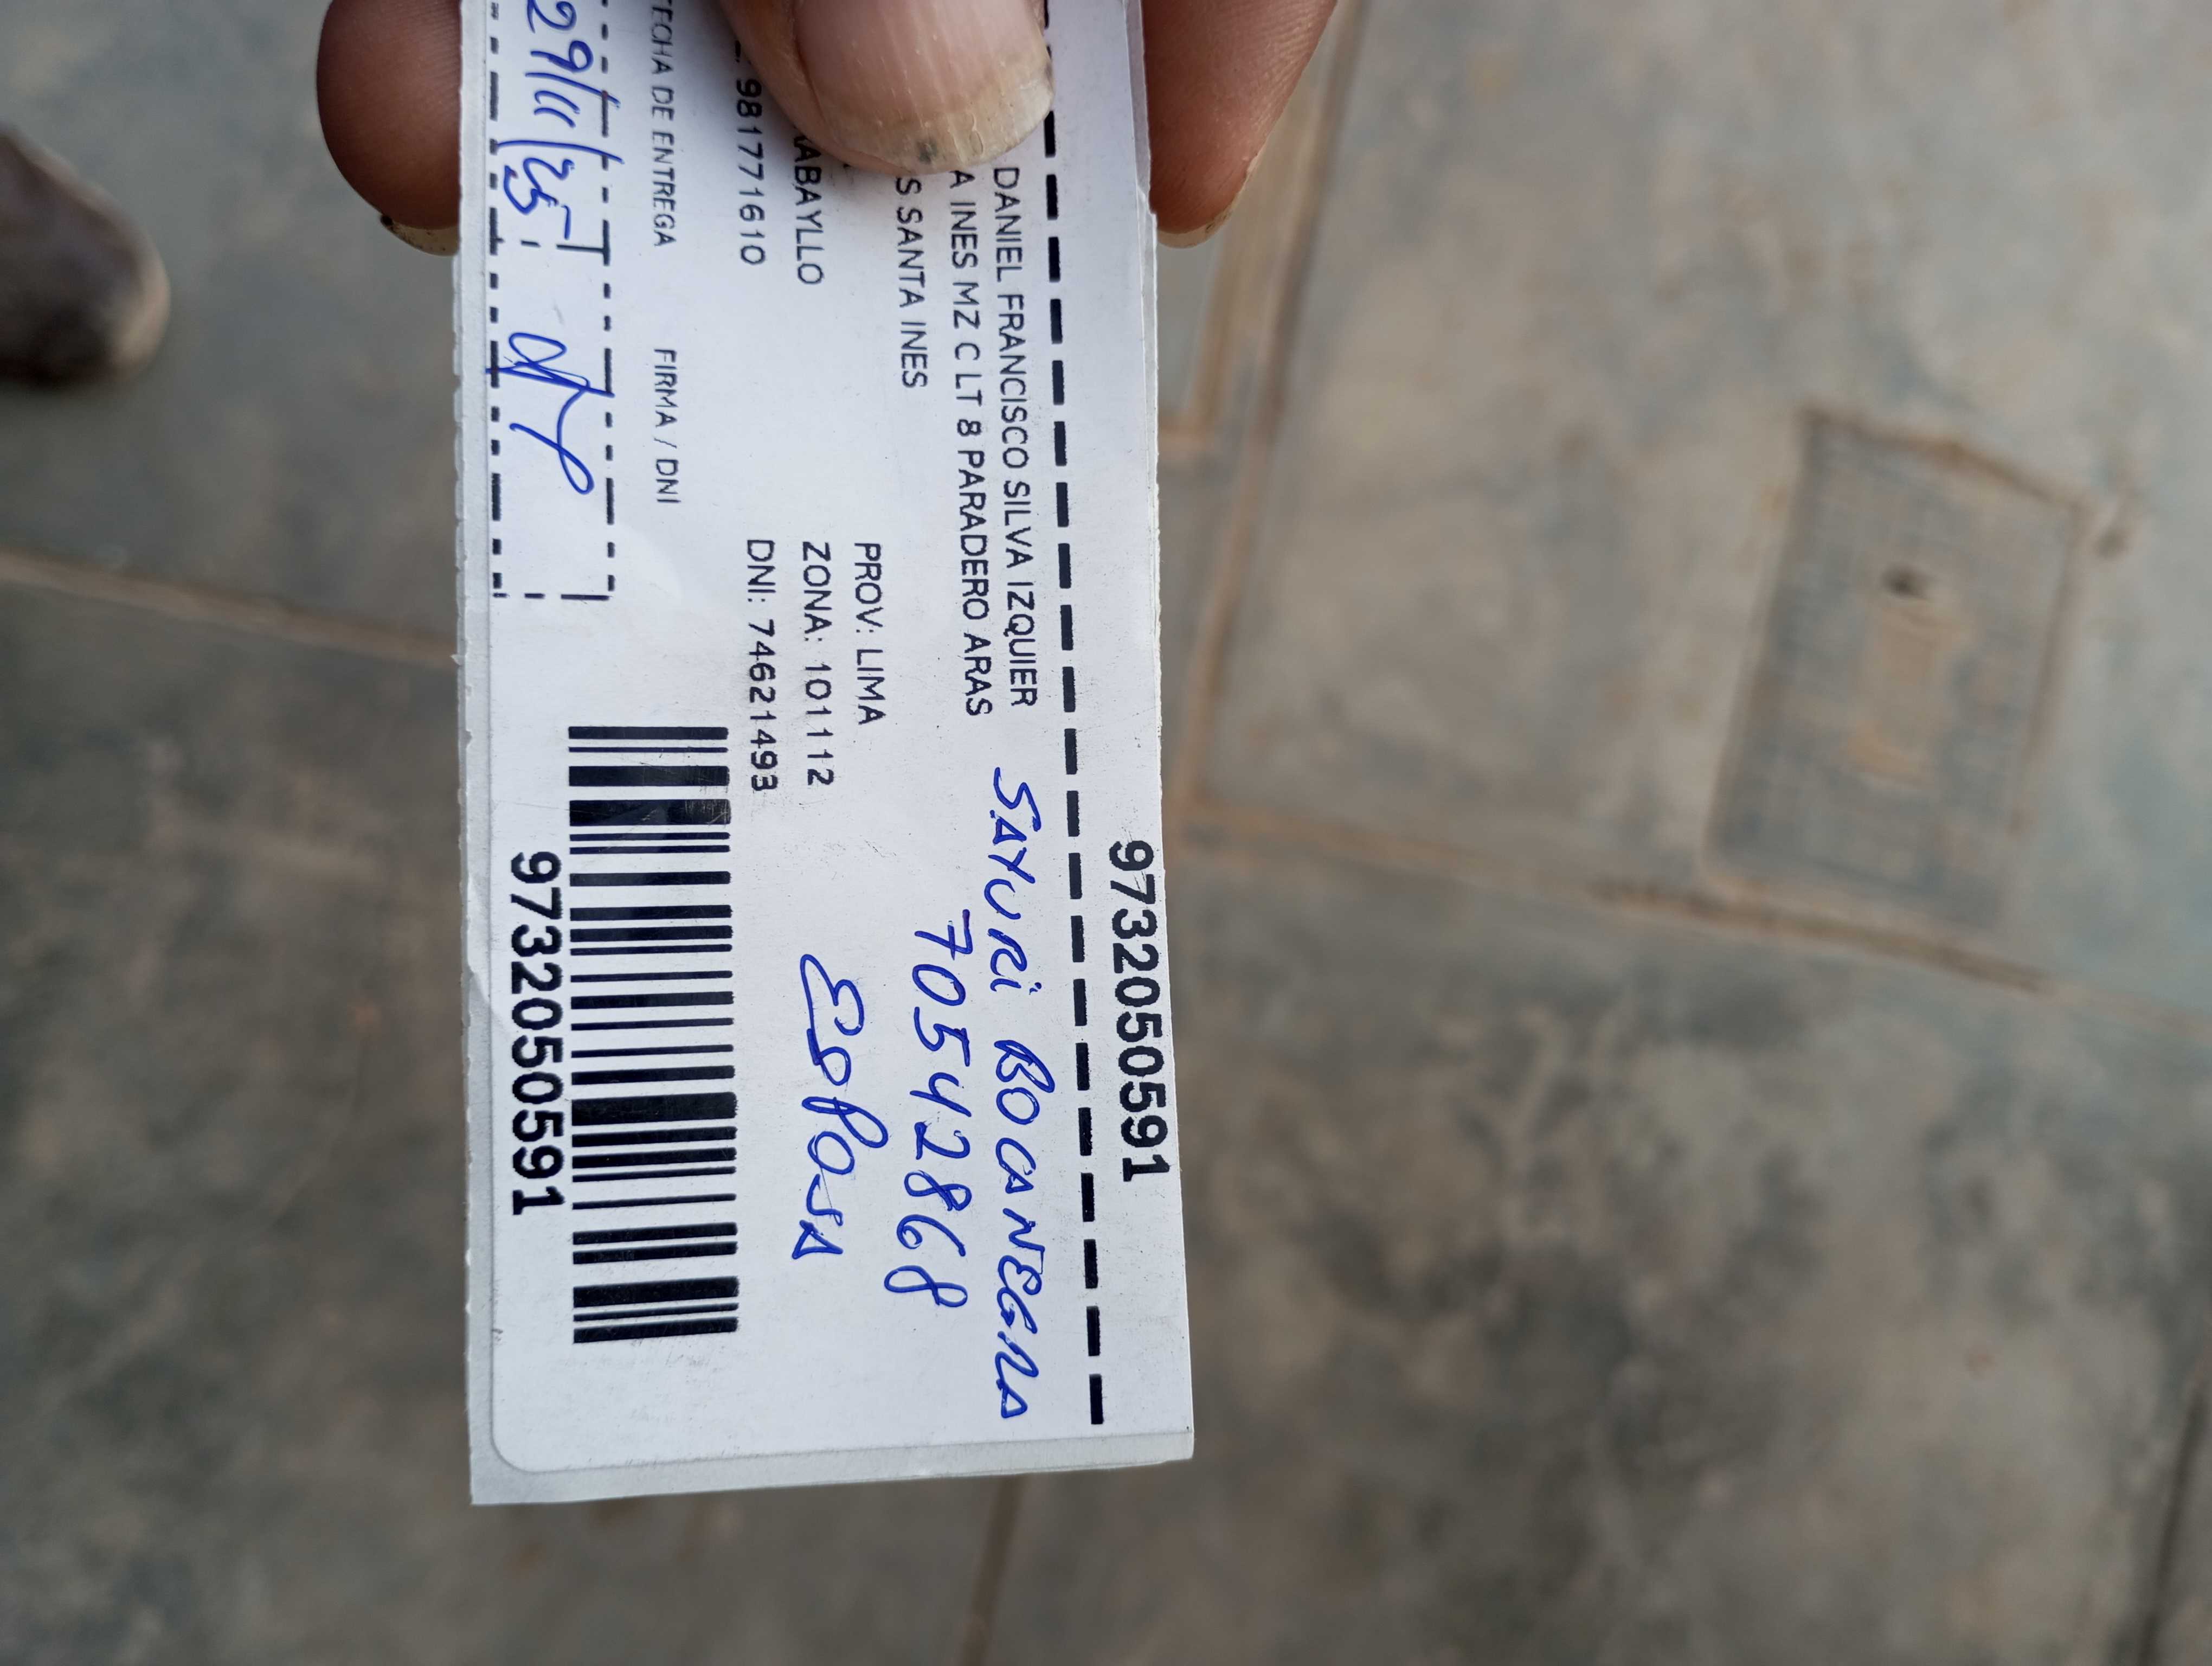 9732050591
DANIEL FRANCISCO SILVA IZQUIER
A INES MZ C LT 8 PARADERO ARAS
SAYURI BOCANEGRA
S SANTA INES
70542868
PROV: LIMA
ABAYLLO ZONA: 101112
ESPOSA
981771610 DNI: 74621493
FECHA DE ENTREGA FIRMA / DNI
29/11/25
9732050591